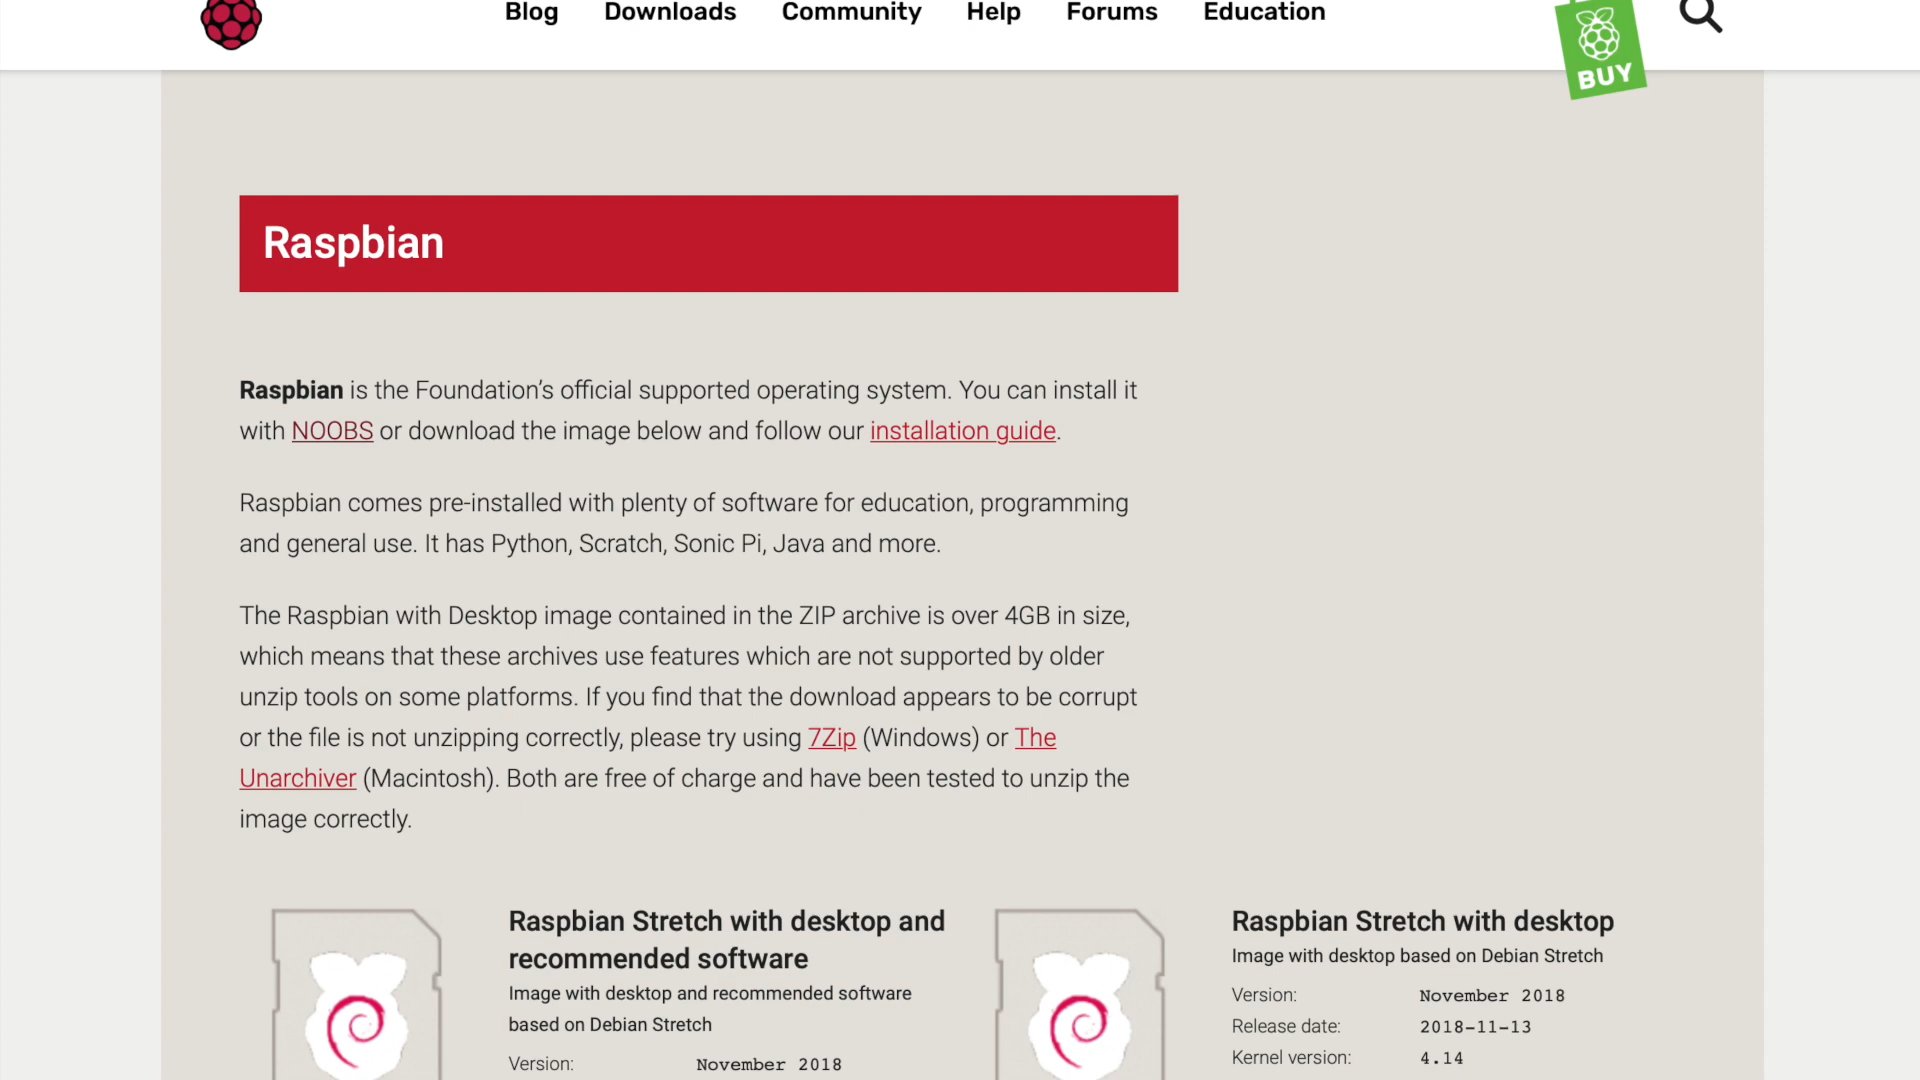 Blog Downloads Community Help Forums Education
BUY
Raspbian
Raspbian is the Foundation’s official supported operating system. You can install it
with NOOBS or download the image below and follow our installation guide.
Raspbian comes pre-installed with plenty of software for education, programming
and general use. It has Python, Scratch, Sonic Pi, Java and more.
The Raspbian with Desktop image contained in the ZIP archive is over 4GB in size,
which means that these archives use features which are not supported by older
unzip tools on some platforms. If you find that the download appears to be corrupt
or the file is not unzipping correctly, please try using 7Zip (Windows) or The
Unarchiver (Macintosh). Both are free of charge and have been tested to unzip the
image correctly.
Raspbian Stretch with desktop and
recommended software
Image with desktop and recommended software
based on Debian Stretch
Version: November 2018
Raspbian Stretch with desktop
Image with desktop based on Debian Stretch
Version: November 2018
Release date: 2018-11-13
Kernel version: 4.14